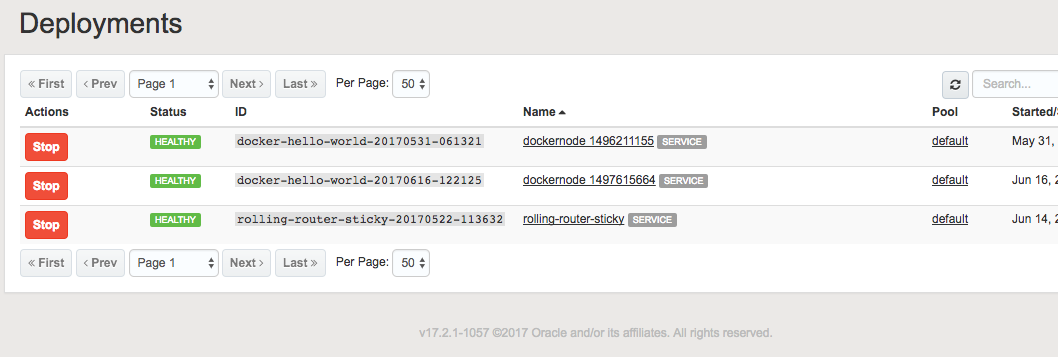 Deployments
« First ‹ Prev Page 1 Next › Last » Per Page: 50 Search...
Actions Status ID Name Pool Started/
Stop HEALTHY docker-hello-world-20170531-061321 dockernode 1496211155 SERVICE default May 31,
Stop HEALTHY docker-hello-world-20170616-122125 dockernode 1497615664 SERVICE default Jun 16, 2
Stop HEALTHY rolling-router-sticky-20170522-113632 rolling-router-sticky SERVICE default Jun 14, 2
« First ‹ Prev Page 1 Next › Last » Per Page: 50
v17.2.1-1057 ©2017 Oracle and/or its affiliates. All rights reserved.